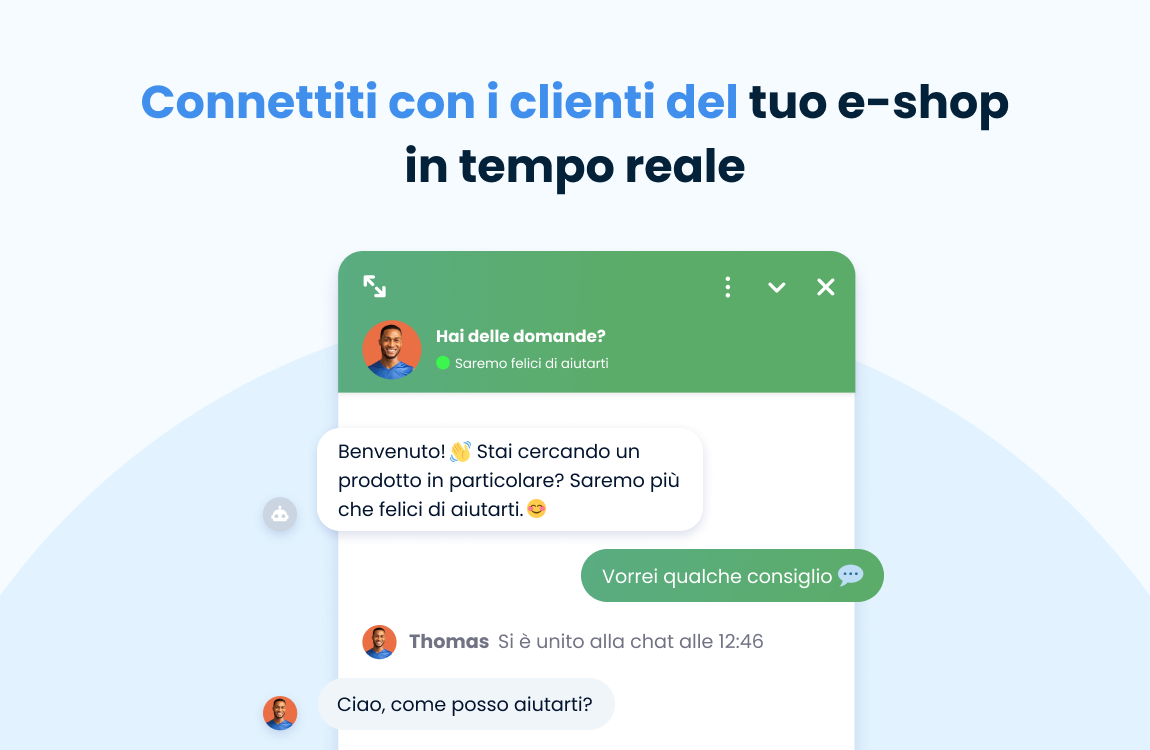 Connettiti con i clienti del tuo e-shop
in tempo reale
Hai delle domande?
Saremo felici di aiutarti
Benvenuto! 👋 Stai cercando un
prodotto in particolare? Saremo più
che felici di aiutarti. 😊
Vorrei qualche consiglio 💬
Thomas Si è unito alla chat alle 12:46
Ciao, come posso aiutarti?